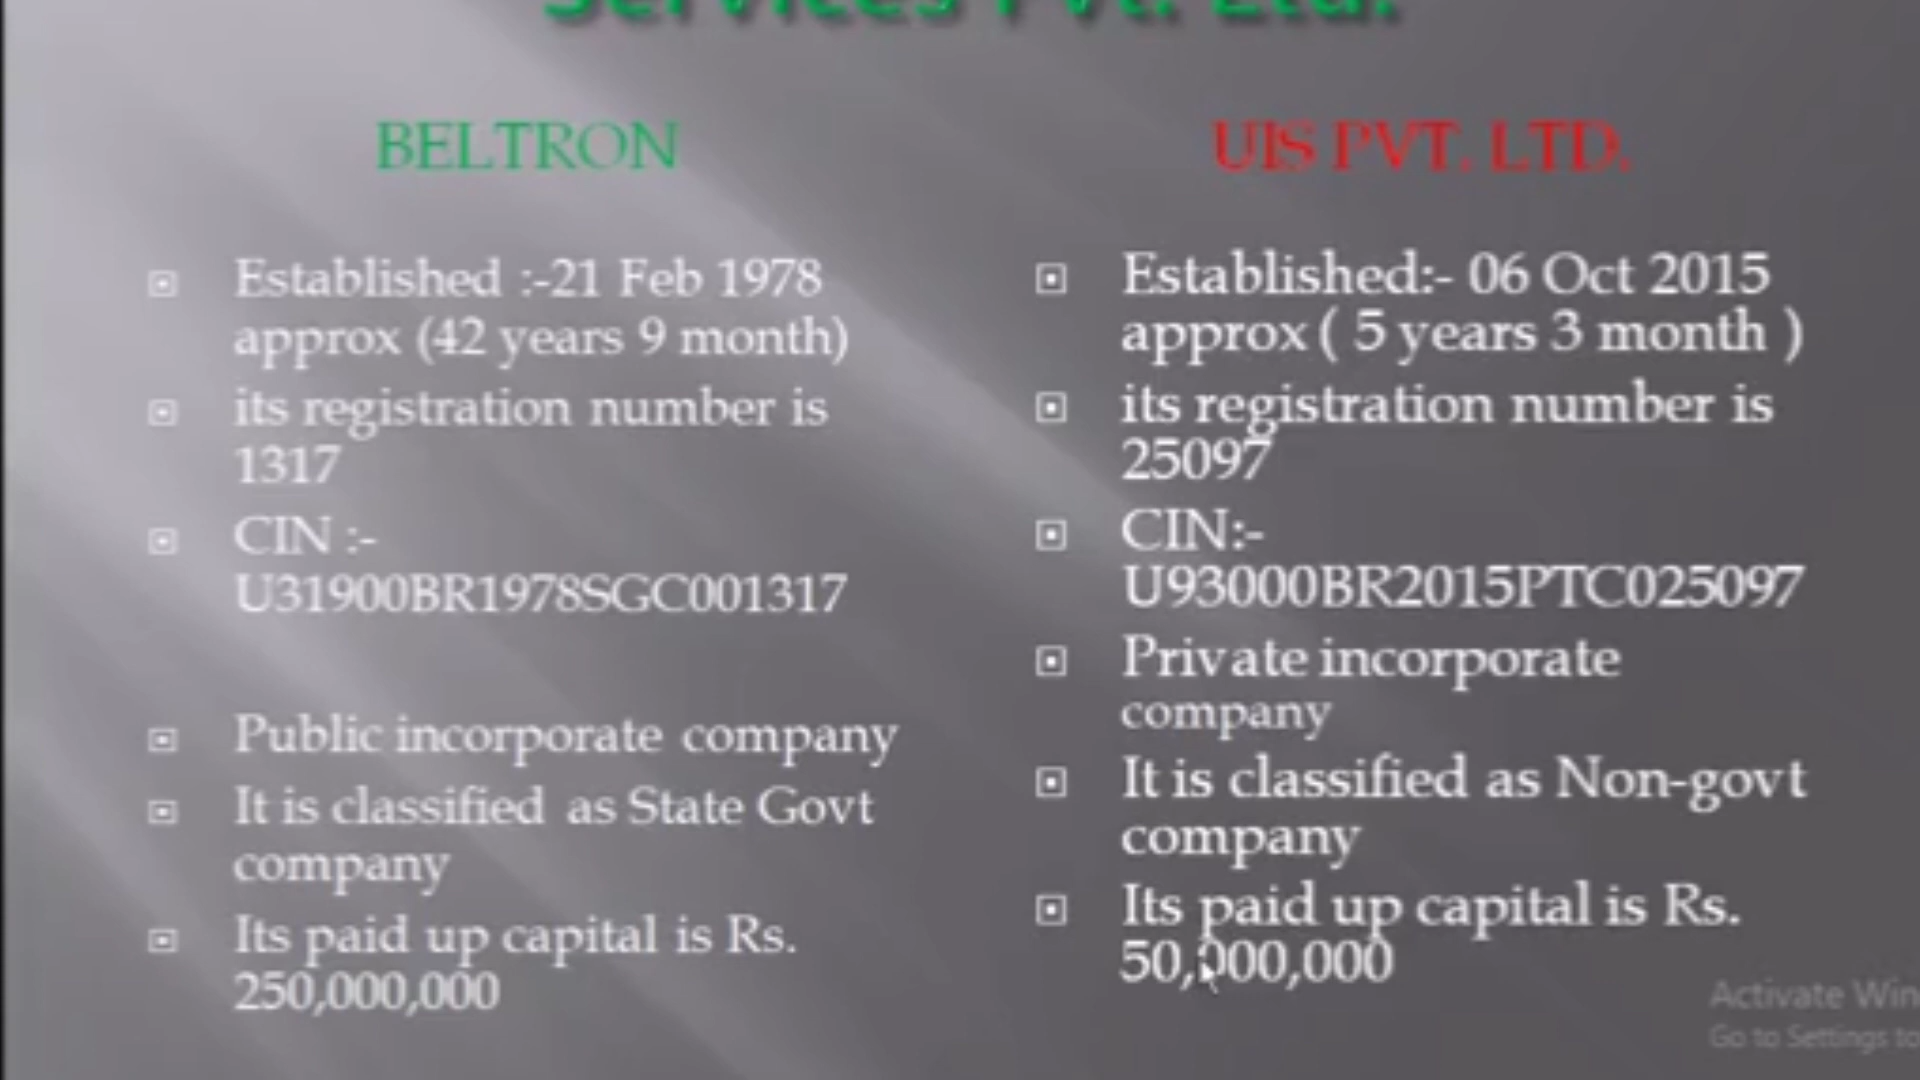 Services Pvt. Ltd.
BELTRON
Established :-21 Feb 1978
approx (42 years 9 month)
its registration number is
1317
CIN :-
U31900BR1978SGC001317
Public incorporate company
It is classified as State Govt
company
Its paid up capital is Rs.
250,000,000
UIS PVT. LTD.
Established:- 06 Oct 2015
approx ( 5 years 3 month )
its registration number is
25097
CIN:-
U93000BR2015PTC025097
Private incorporate
company
It is classified as Non-govt
company
Its paid up capital is Rs.
50,000,000
Activate Win
Go to Settings to